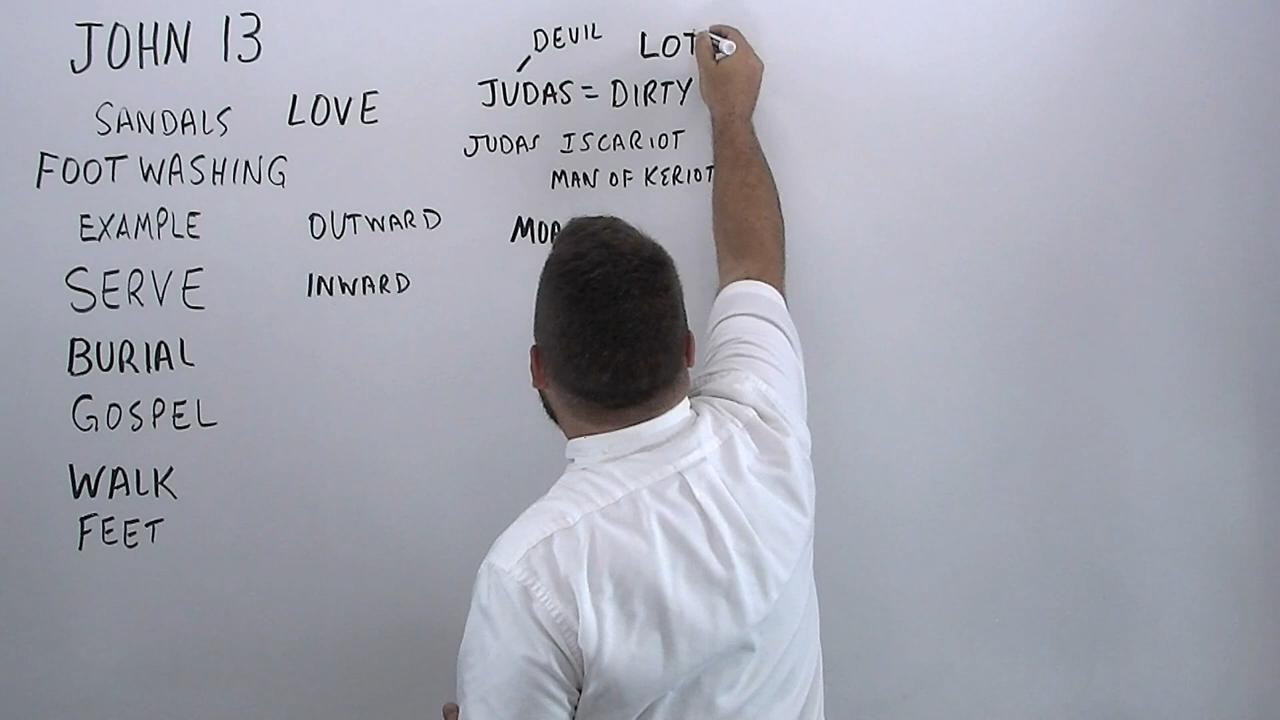 JOHN 13
SANDALS LOVE
FOOT WASHING
EXAMPLE OUTWARD
SERVE INWARD
BURIAL
GOSPEL
WALK
FEET
DEVIL LOT
JUDAS = DIRTY
JUDAS ISCARIOT
MAN OF KERIOT